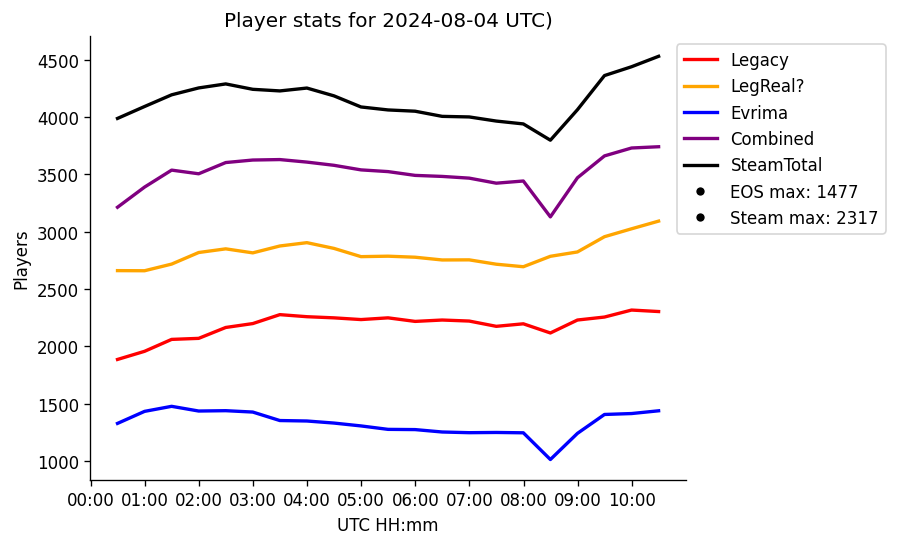 Player stats for 2024-08-04 UTC)
Players
4500
4000
3500
3000
2500
2000
1500
1000
00:00 01:00 02:00 03:00 04:00 05:00 06:00 07:00 08:00 09:00 10:00
UTC HH:mm
Legacy
LegReal?
Evrima
Combined
SteamTotal
EOS max: 1477
Steam max: 2317